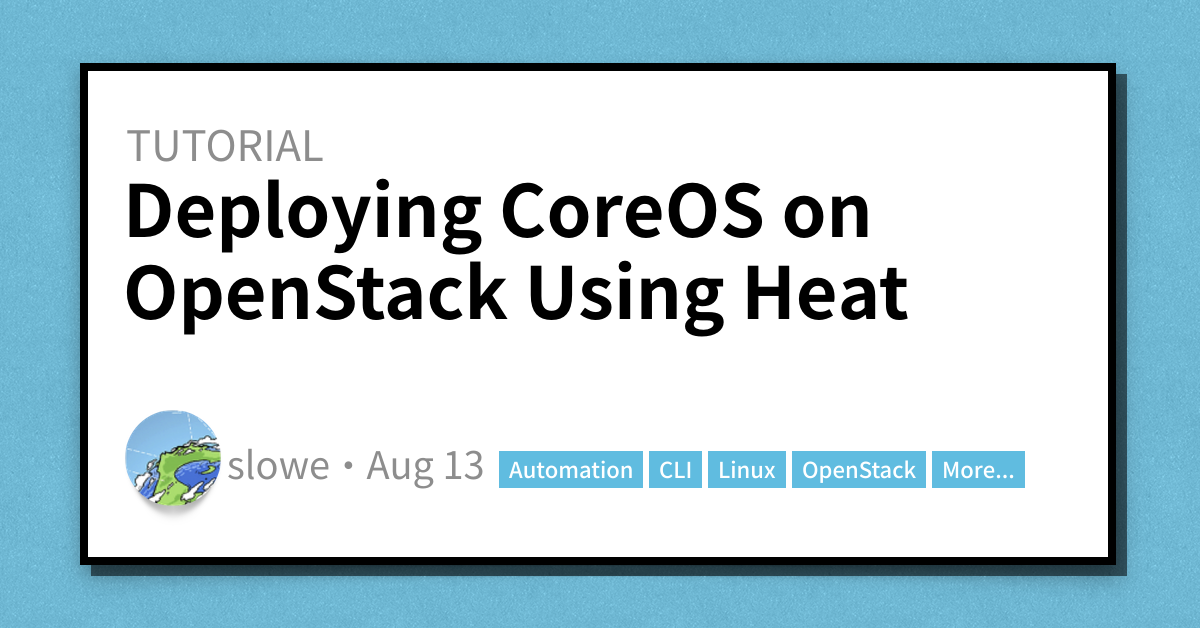 TUTORIAL
Deploying CoreOS on
OpenStack Using Heat
slowe • Aug 13 Automation CLI Linux OpenStack More...